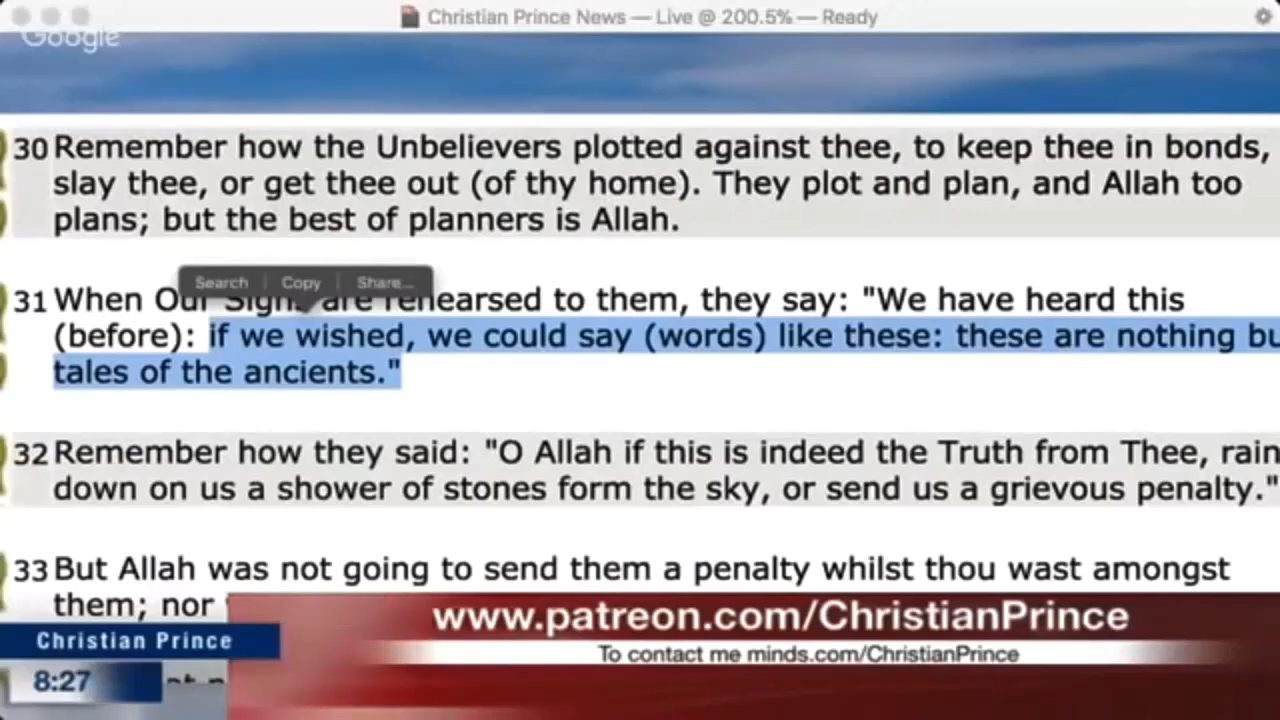 Christian Prince News — Live @ 200.5% — Ready
Google
30 Remember how the Unbelievers plotted against thee, to keep thee in bonds,
slay thee, or get thee out (of thy home). They plot and plan, and Allah too
plans; but the best of planners is Allah.
Search Copy Share...
31 When Our Signs are rehearsed to them, they say: "We have heard this
(before): if we wished, we could say (words) like these: these are nothing bu
tales of the ancients."
32 Remember how they said: "O Allah if this is indeed the Truth from Thee, rain
down on us a shower of stones form the sky, or send us a grievous penalty."
33 But Allah was not going to send them a penalty whilst thou wast amongst
them; nor
www.patreon.com/ChristianPrince
Christian Prince
To contact me minds.com/ChristianPrince
8:27